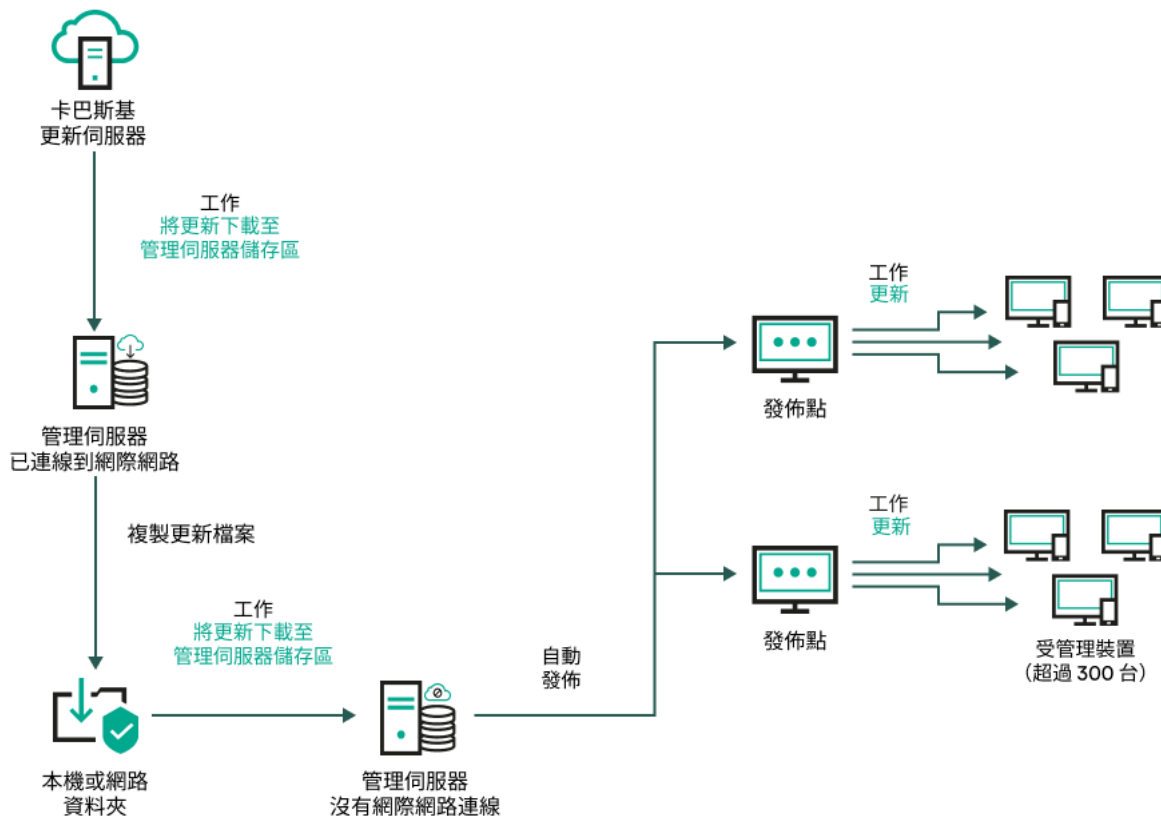 卡巴斯基
更新伺服器
工作
將更新下載至
管理伺服器儲存區
管理伺服器
已連線到網際網路
複製更新檔案
工作
將更新下載至
管理伺服器儲存區
本機或網路
資料夾
管理伺服器
沒有網際網路連線
自動
發佈
發佈點
工作
更新
發佈點
工作
更新
受管理裝置
（超過 300 台）